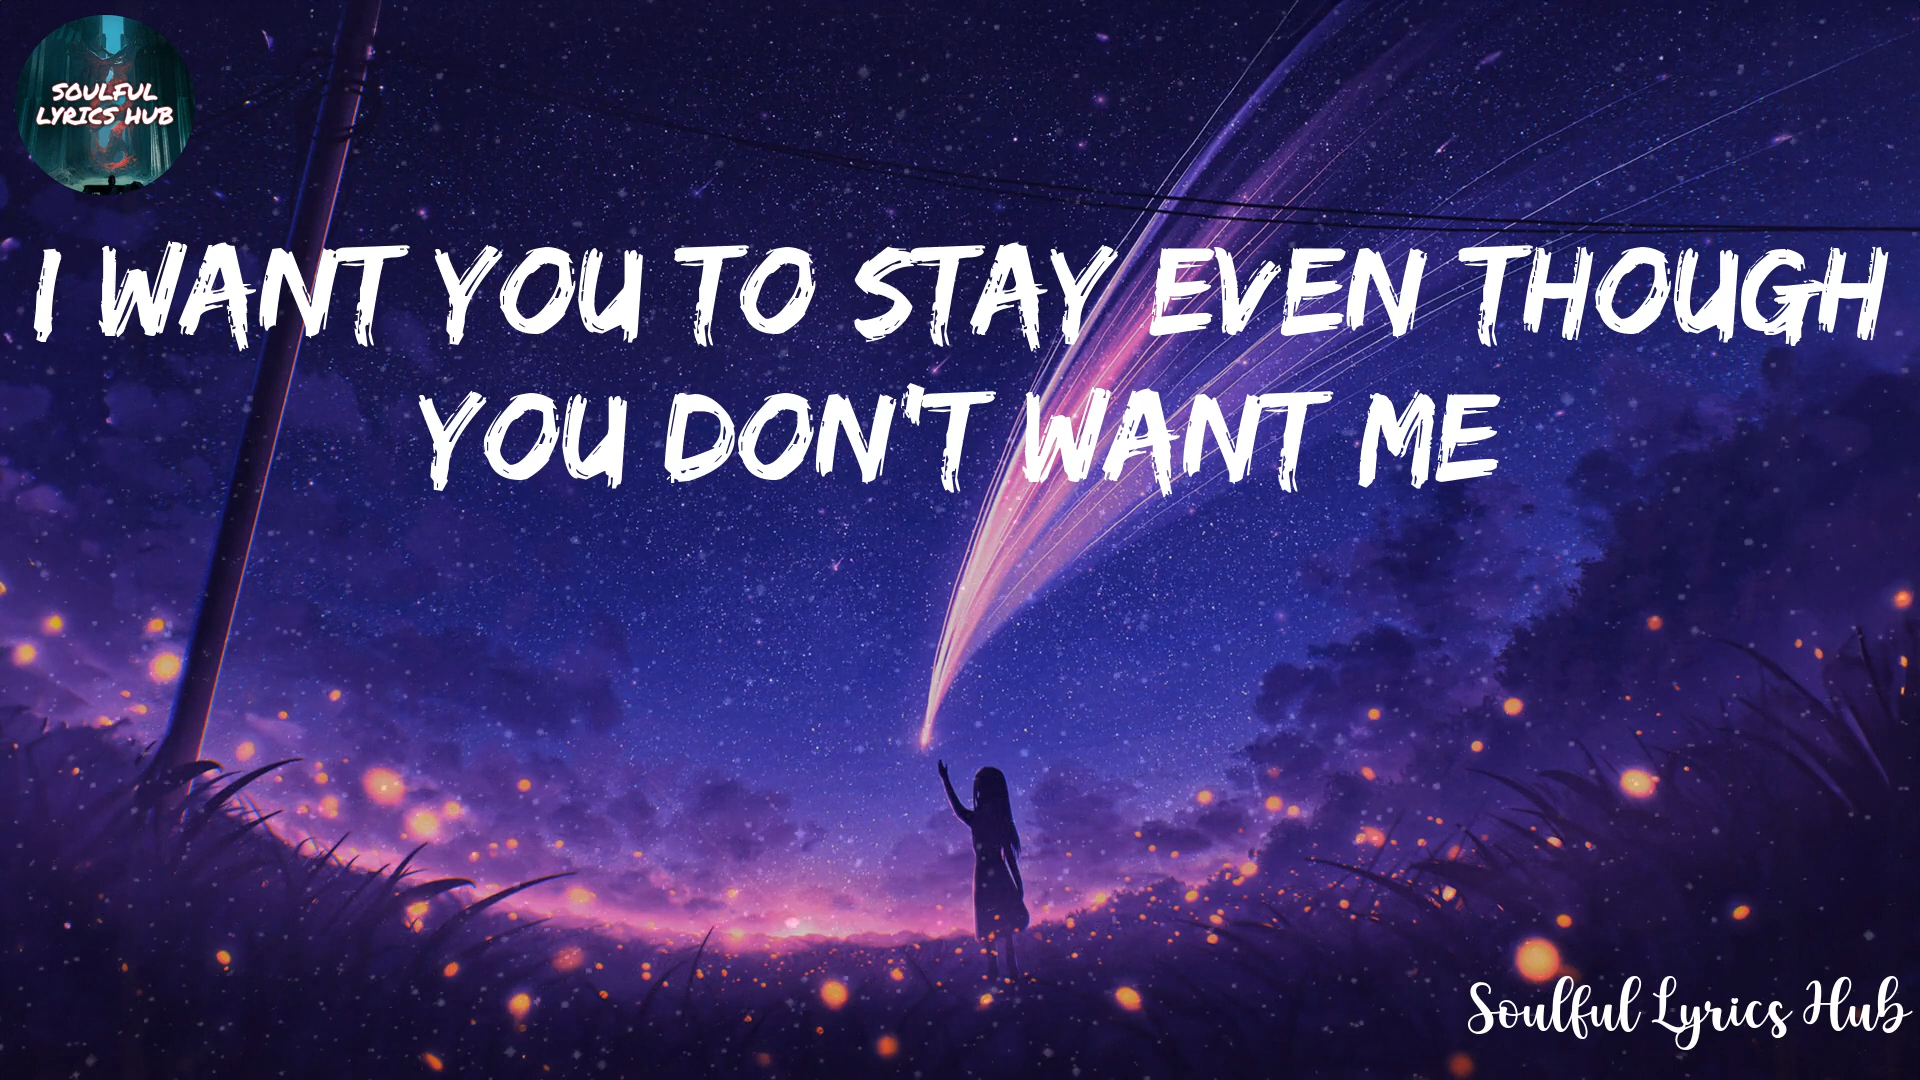 SOULFUL
LYRICS HUB
I WANT YOU TO STAY EVEN THOUGH
YOU DON'T WANT ME
Soulful Lyrics Hub